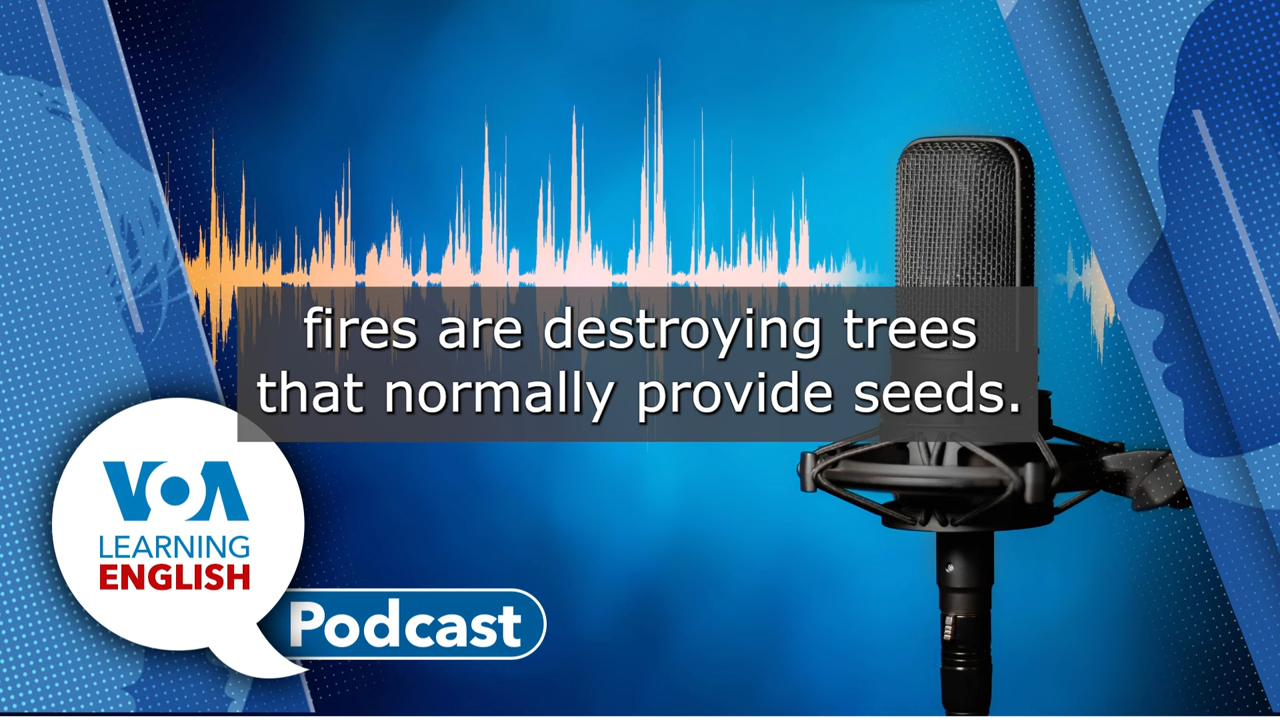 fires are destroying trees
that normally provide seeds.
VOA
LEARNING
ENGLISH
Podcast